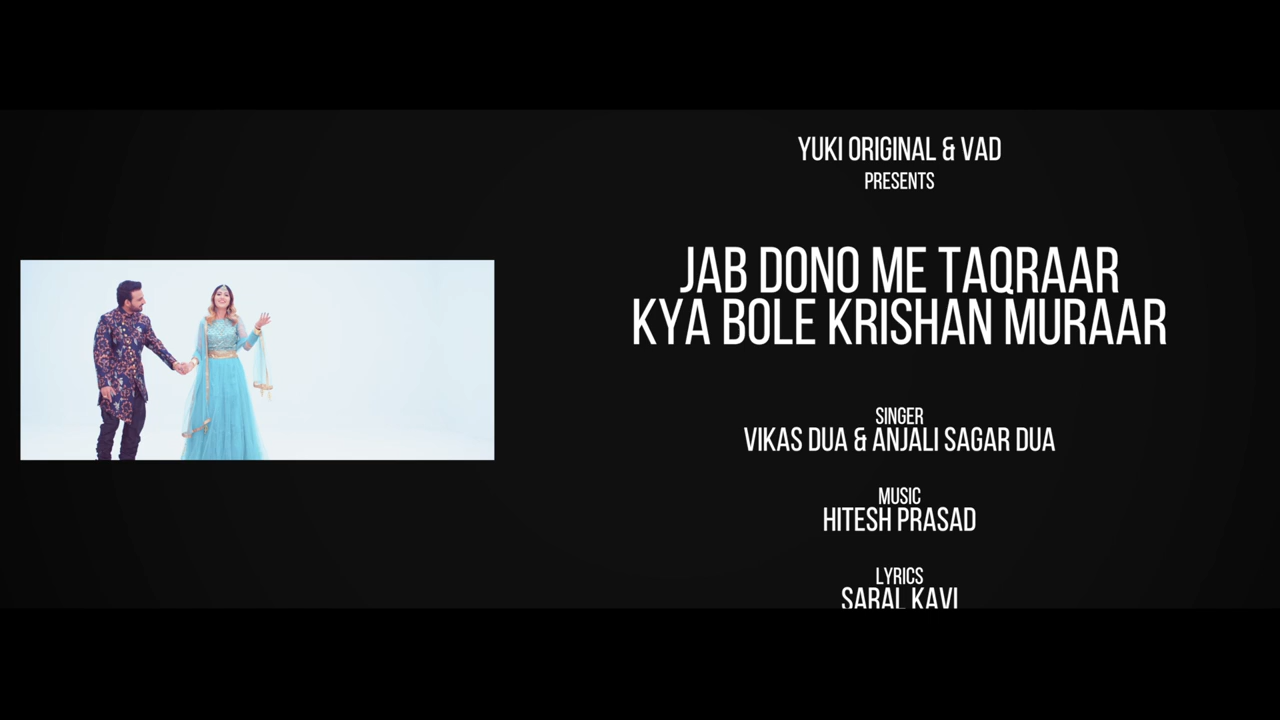 YUKI ORIGINAL & VAD
PRESENTS
JAB DONO ME TAQRAAR
KYA BOLE KRISHAN MURAAR
SINGER
VIKAS DUA & ANJALI SAGAR DUA
MUSIC
HITESH PRASAD
LYRICS
SARAL KAVI